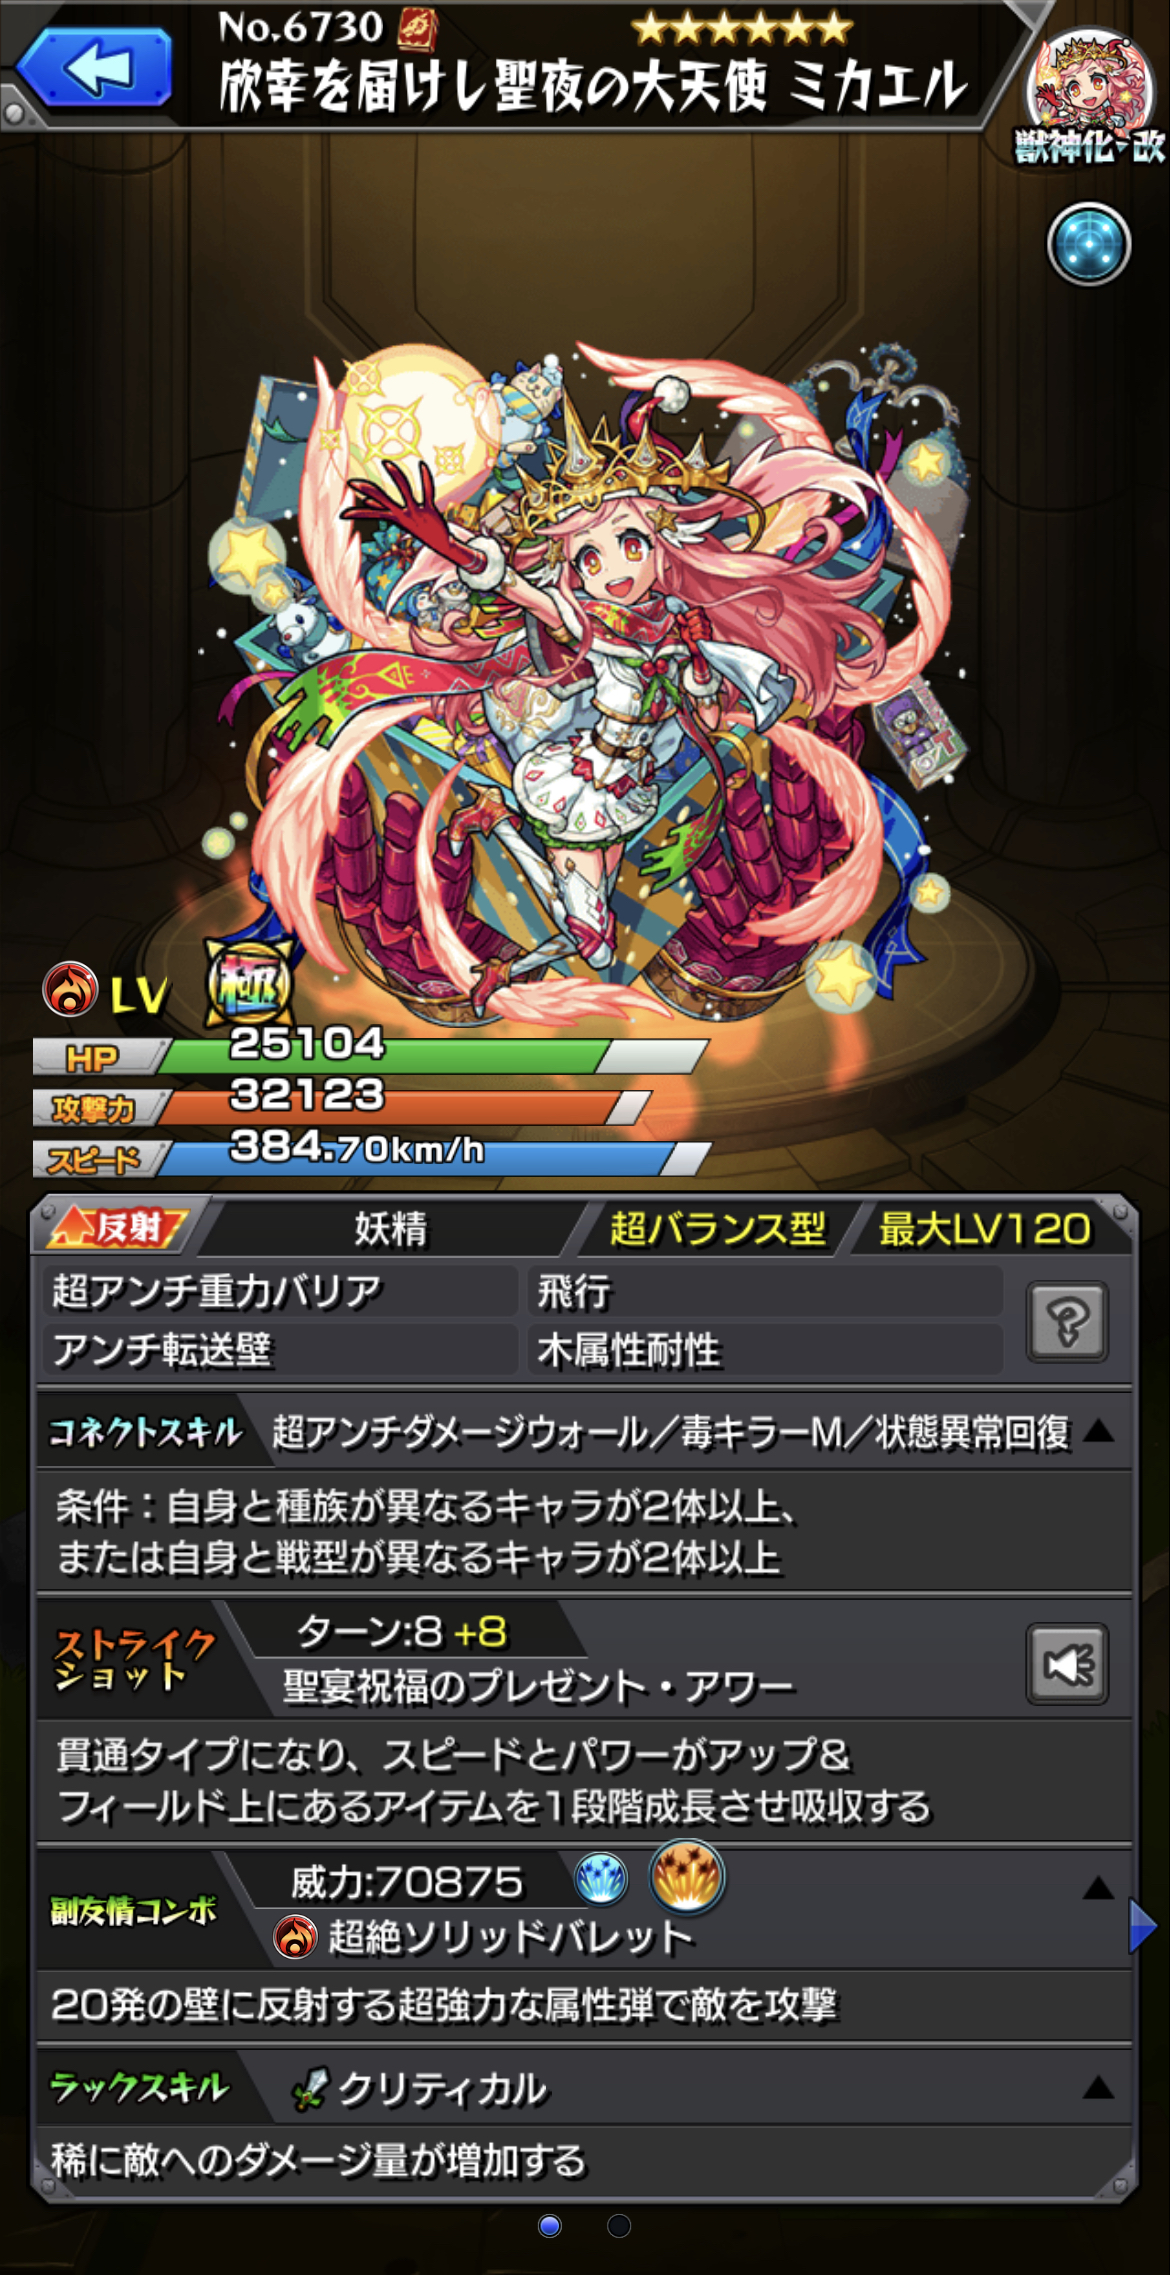 No.6730
欣幸を届けし聖夜の大天使 ミカエル
獣神化・改
LV 極
HP 25104
攻撃力 32123
スピード 384.70km/h
反射 妖精 超バランス型 最大LV120
超アンチ重力バリア 飛行
アンチ転送壁 木属性耐性
コネクトスキル 超アンチダメージウォール/毒キラーM/状態異常回復 ▲
条件:自身と種族が異なるキャラが2体以上、
または自身と戦型が異なるキャラが2体以上
ストライクショット ターン:8 +8
聖宴祝福のプレゼント・アワー
貫通タイプになり、スピードとパワーがアップ&
フィールド上にあるアイテムを1段階成長させ吸収する
副友情コンボ 威力:70875 ▲
超絶ソリッドバレット
20発の壁に反射する超強力な属性弾で敵を攻撃
ラックスキル クリティカル ▲
稀に敵へのダメージ量が増加する